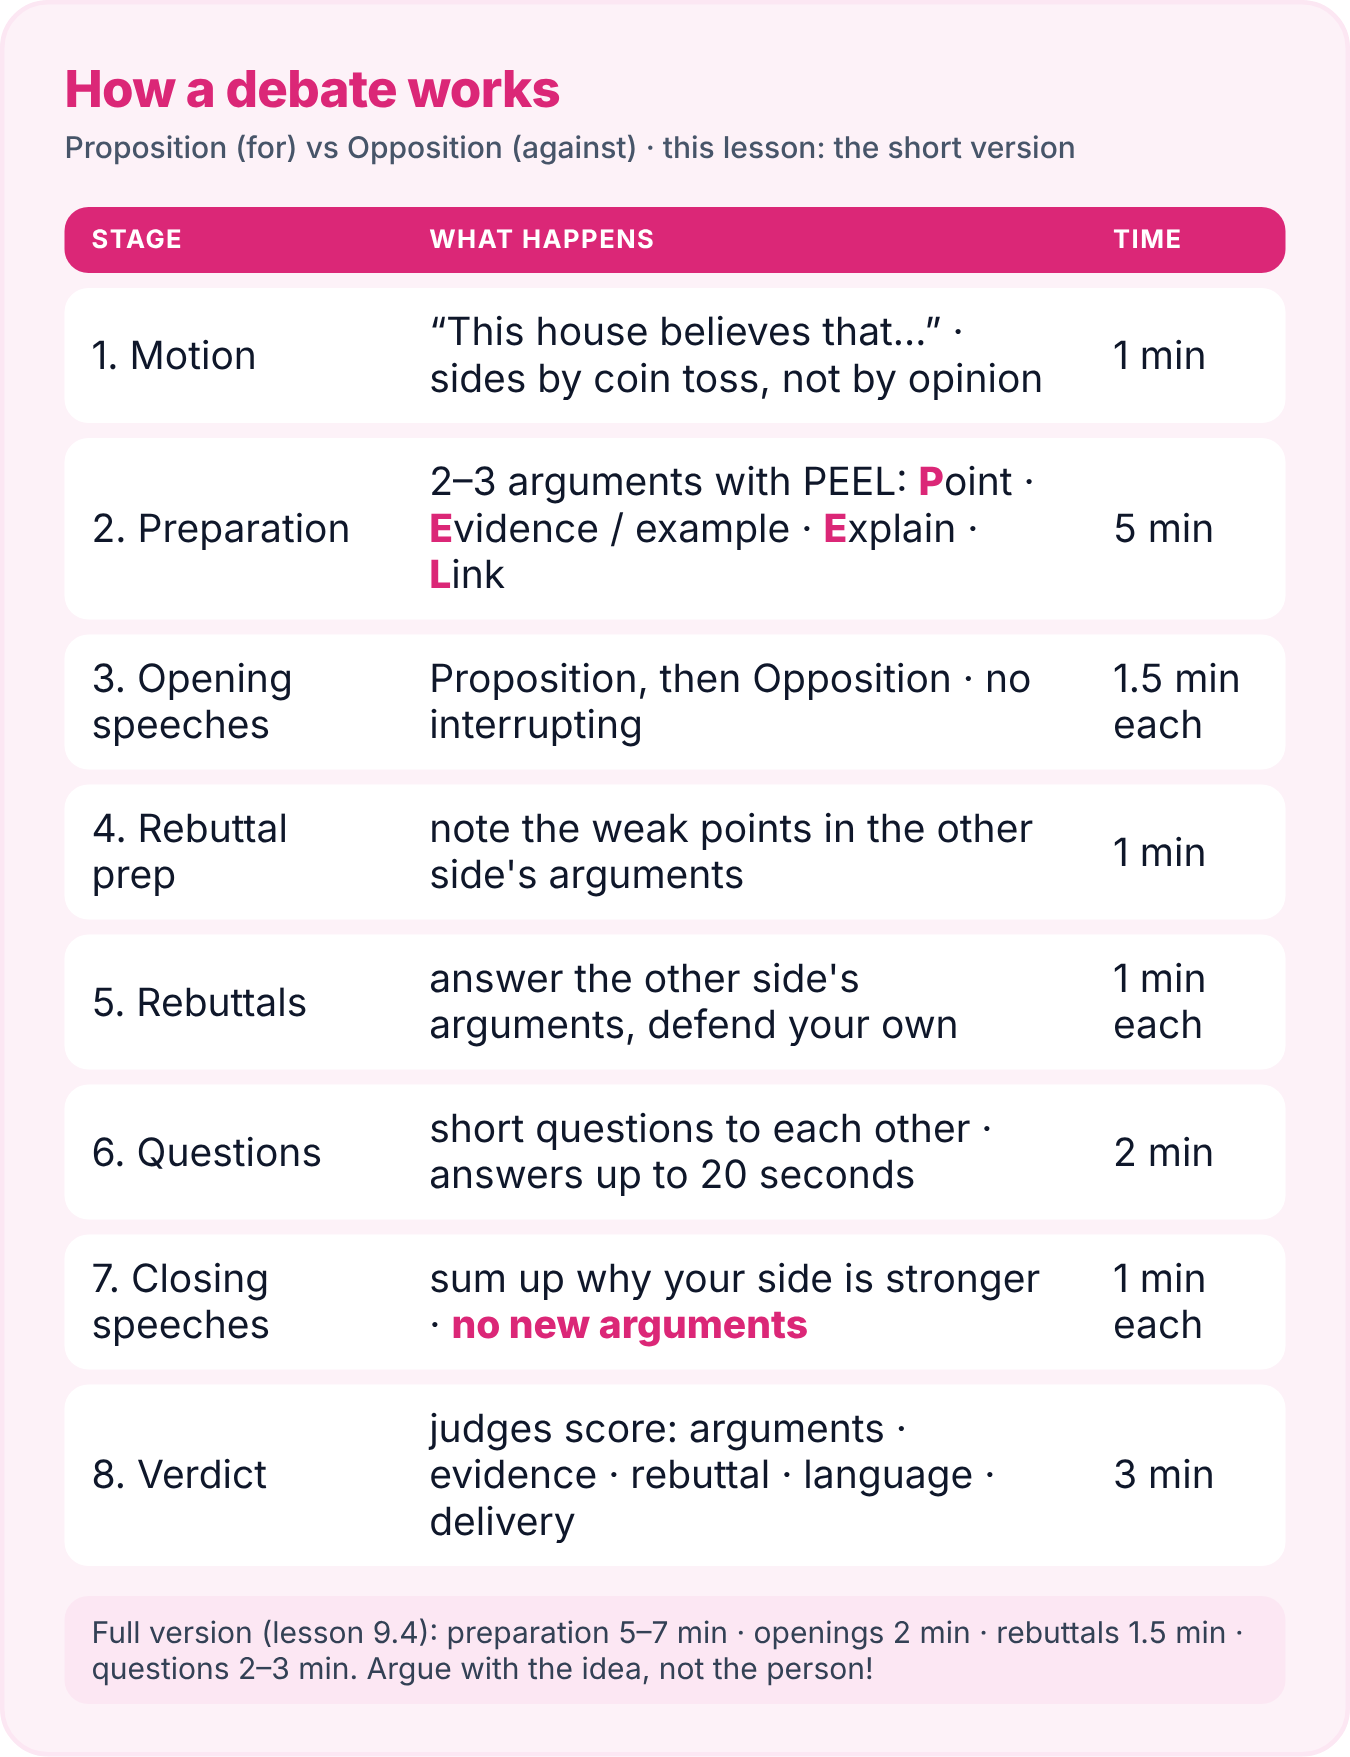 How a debate works
Proposition (for) vs Opposition (against) · this lesson: the short version
STAGE WHAT HAPPENS TIME
1. Motion
“This house believes that...” ·
sides by coin toss, not by opinion
1 min
2. Preparation
2–3 arguments with PEEL: Point ·
Evidence / example · Explain ·
Link
5 min
3. Opening
speeches
Proposition, then Opposition · no
interrupting
1.5 min
each
4. Rebuttal
prep
note the weak points in the other
side's arguments
1 min
5. Rebuttals
answer the other side's
arguments, defend your own
1 min
each
6. Questions
short questions to each other ·
answers up to 20 seconds
2 min
7. Closing
speeches
sum up why your side is stronger
· no new arguments
1 min
each
8. Verdict
judges score: arguments ·
evidence · rebuttal · language ·
delivery
3 min
Full version (lesson 9.4): preparation 5–7 min · openings 2 min · rebuttals 1.5 min ·
questions 2–3 min. Argue with the idea, not the person!